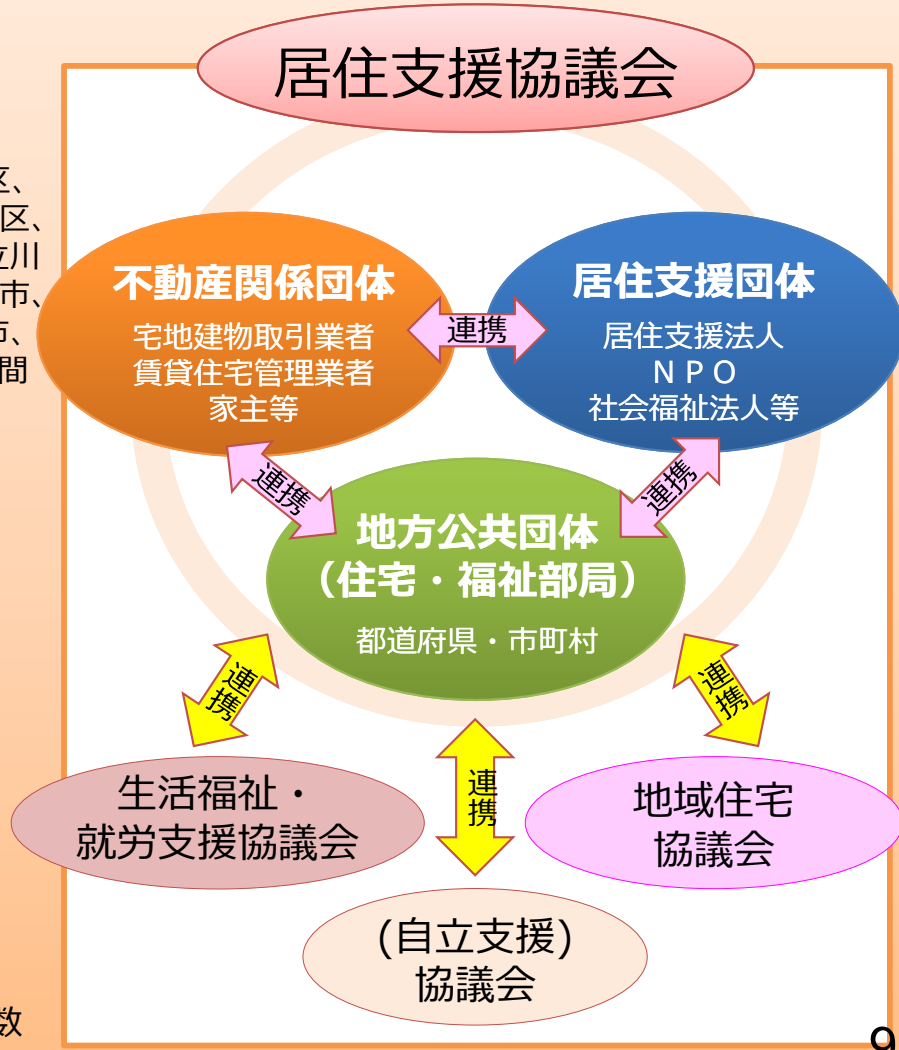 居住支援協議会
区、
区、
立川
市、
市、
間
不動産関係団体
宅地建物取引業者
賃貸住宅管理業者
家主等
連携
居住支援団体
居住支援法人
ＮＰＯ
社会福祉法人等
連携
連携
地方公共団体
（住宅・福祉部局）
都道府県・市町村
連携
連携
連携
生活福祉・
就労支援協議会
地域住宅
協議会
(自立支援)
協議会
数
9